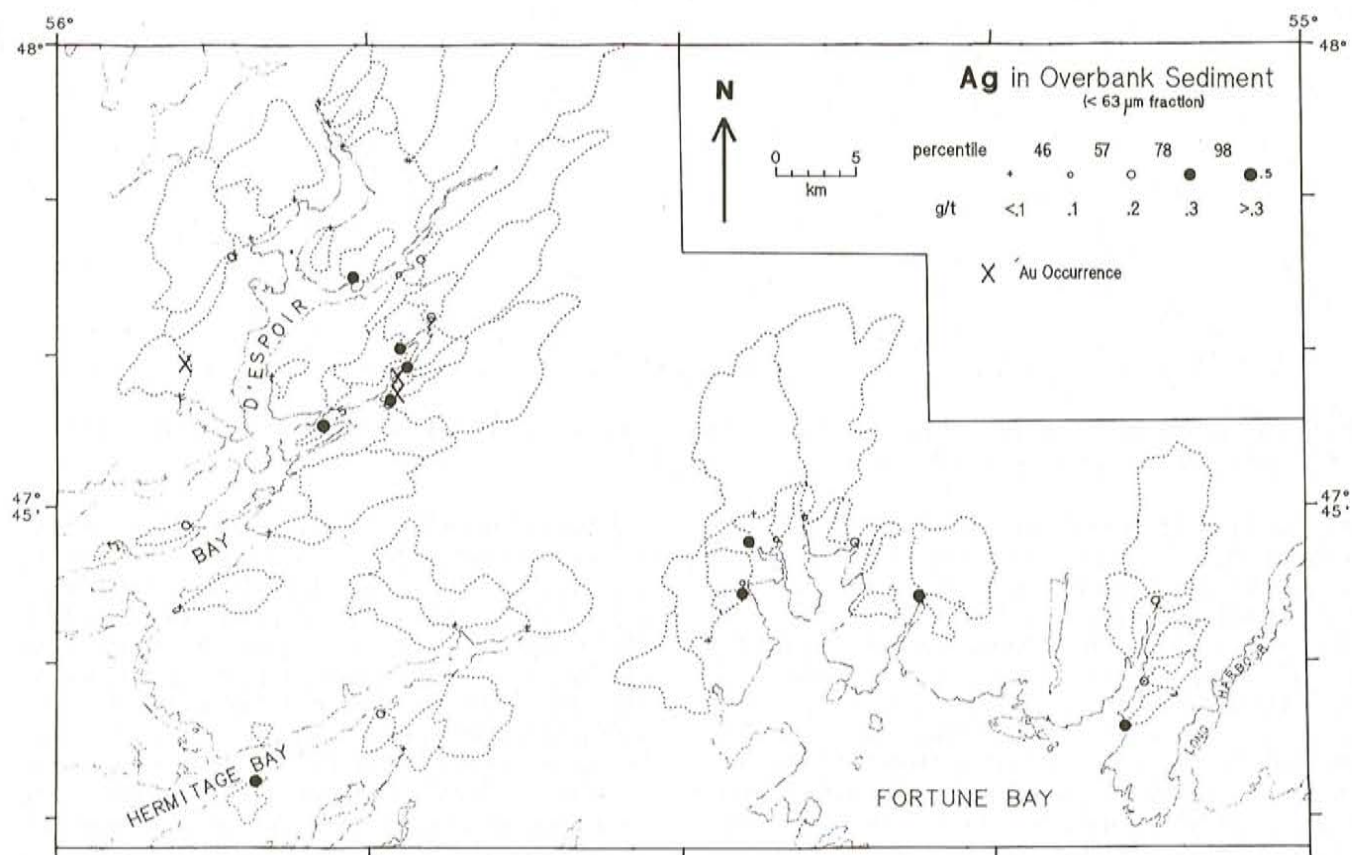 56°
55°
48°
48°
Ag in Overbank Sediment
(< 63 µm fraction)
N
0 5
km
percentile 46 57 78 98
.5
g/t <.1 .1 .2 .3 >.3
X Au Occurrence
D'ESPOIR
47°
45'
47°
45'
BAY
LONG HARBOUR
HERMITAGE BAY
FORTUNE BAY